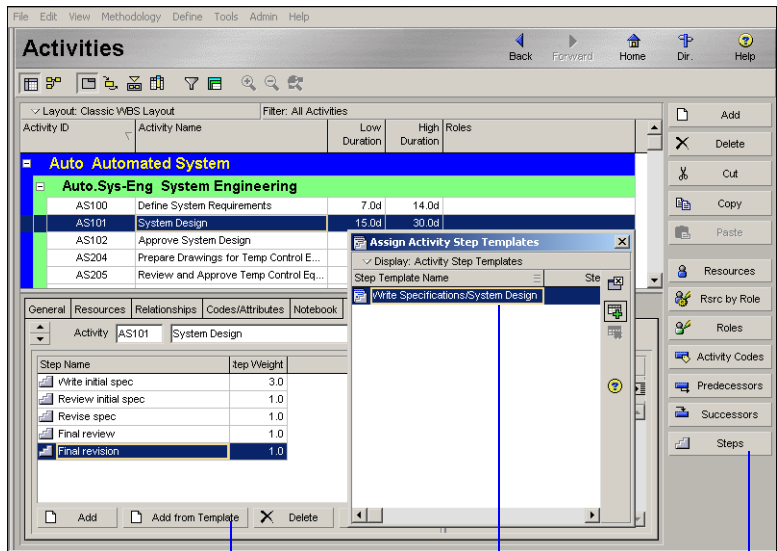 File Edit View Methodology Define Tools Admin Help
Activities
Back Forward Home Dir. Help
Layout: Classic WBS Layout Filter: All Activities
Activity ID Activity Name Low Duration High Duration Roles
Auto Automated System
Auto.Sys-Eng System Engineering
AS100 Define System Requirements 7.0d 14.0d
AS101 System Design 15.0d 30.0d
AS102 Approve System Design
AS204 Prepare Drawings for Temp Control E...
AS205 Review and Approve Temp Control Eq...
General Resources Relationships Codes/Attributes Notebook
Activity AS101 System Design
Step Name tep Weight
Write initial spec 3.0
Review initial spec 1.0
Revise spec 1.0
Final review 1.0
Final revision 1.0
Add Add from Template Delete
Assign Activity Step Templates
Display: Activity Step Templates
Step Template Name Ste
Write Specifications/System Design
Add
Delete
Cut
Copy
Paste
Resources
Rsrc by Role
Roles
Activity Codes
Predecessors
Successors
Steps